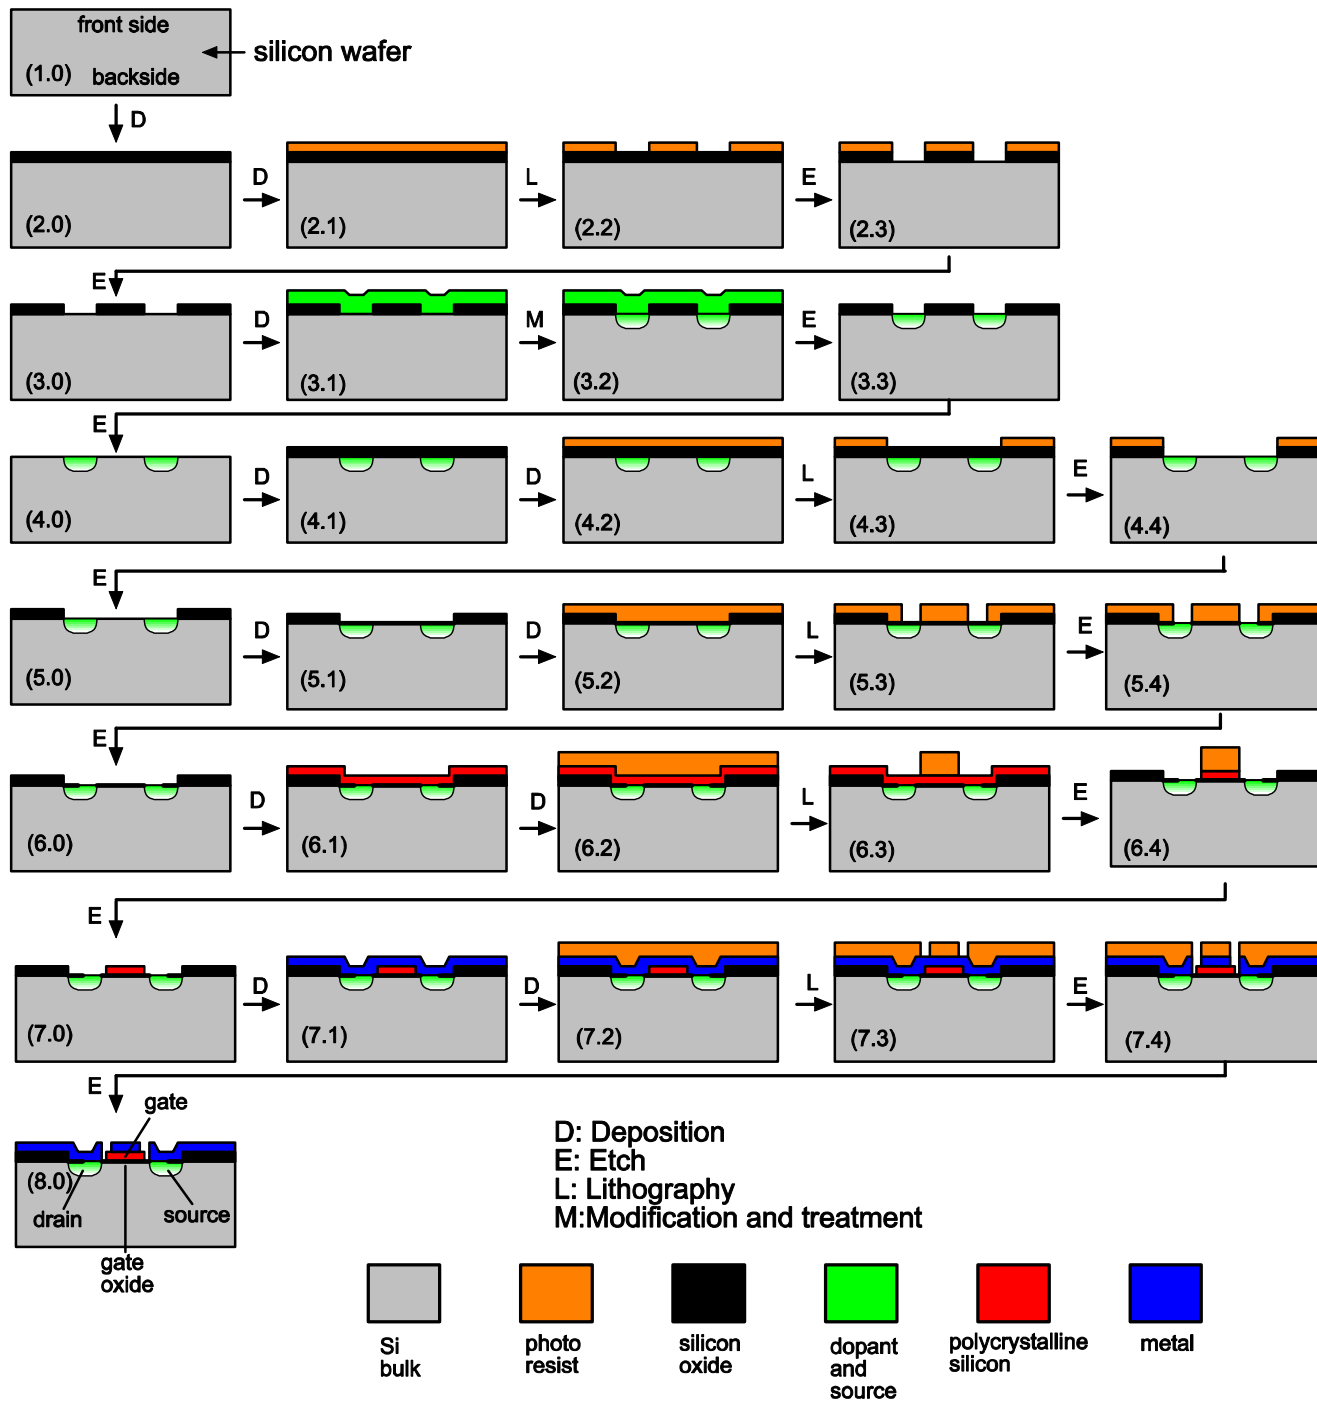 front side
silicon wafer
(1.0)
backside
D
(2.0)
D
(2.1)
L
(2.2)
E
(2.3)
E
(3.0)
D
(3.1)
M
(3.2)
E
(3.3)
E
(4.0)
D
(4.1)
D
(4.2)
L
(4.3)
E
(4.4)
E
(5.0)
D
(5.1)
D
(5.2)
L
(5.3)
E
(5.4)
E
(6.0)
D
(6.1)
D
(6.2)
L
(6.3)
E
(6.4)
E
(7.0)
D
(7.1)
D
(7.2)
L
(7.3)
E
(7.4)
E
gate
(8.0)
drain
source
gate
oxide
D: Deposition
E: Etch
L: Lithography
M:Modification and treatment
Si
bulk
photo
resist
silicon
oxide
dopant
and
source
polycrystalline
silicon
metal